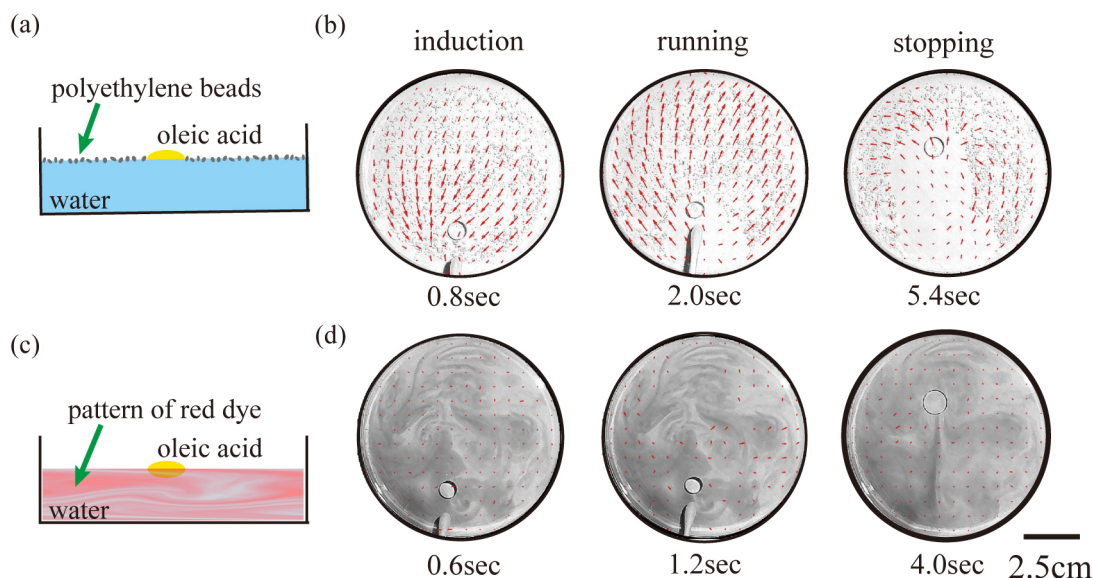 (a)
polyethylene beads
oleic acid
water
(b)
induction
running
stopping
0.8sec
2.0sec
5.4sec
(c)
pattern of red dye
oleic acid
water
(d)
0.6sec
1.2sec
4.0sec
2.5cm